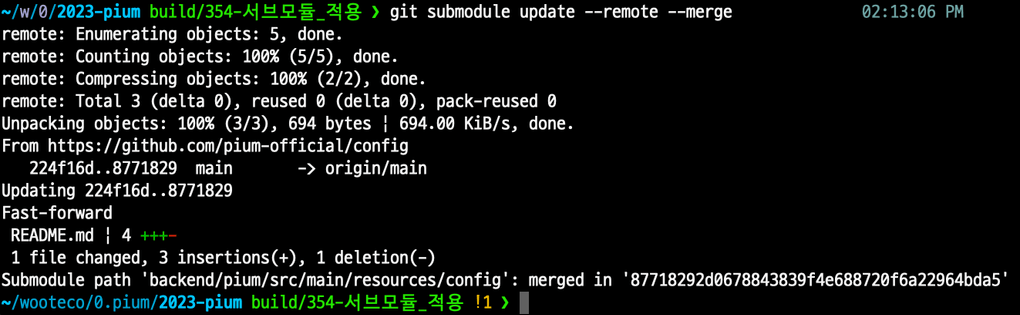 ~/w/0/2023-pium build/354-서브모듈_적용 ❯ git submodule update --remote --merge 02:13:06 PM
remote: Enumerating objects: 5, done.
remote: Counting objects: 100% (5/5), done.
remote: Compressing objects: 100% (2/2), done.
remote: Total 3 (delta 0), reused 0 (delta 0), pack-reused 0
Unpacking objects: 100% (3/3), 694 bytes ¦ 694.00 KiB/s, done.
From https://github.com/pium-official/config
224f16d..8771829 main -> origin/main
Updating 224f16d..8771829
Fast-forward
README.md ¦ 4 +++-
1 file changed, 3 insertions(+), 1 deletion(-)
Submodule path 'backend/pium/src/main/resources/config': merged in '87718292d0678843839f4e688720f6a22964bda5'
~/wooteco/0.pium/2023-pium build/354-서브모듈_적용 !1 ❯